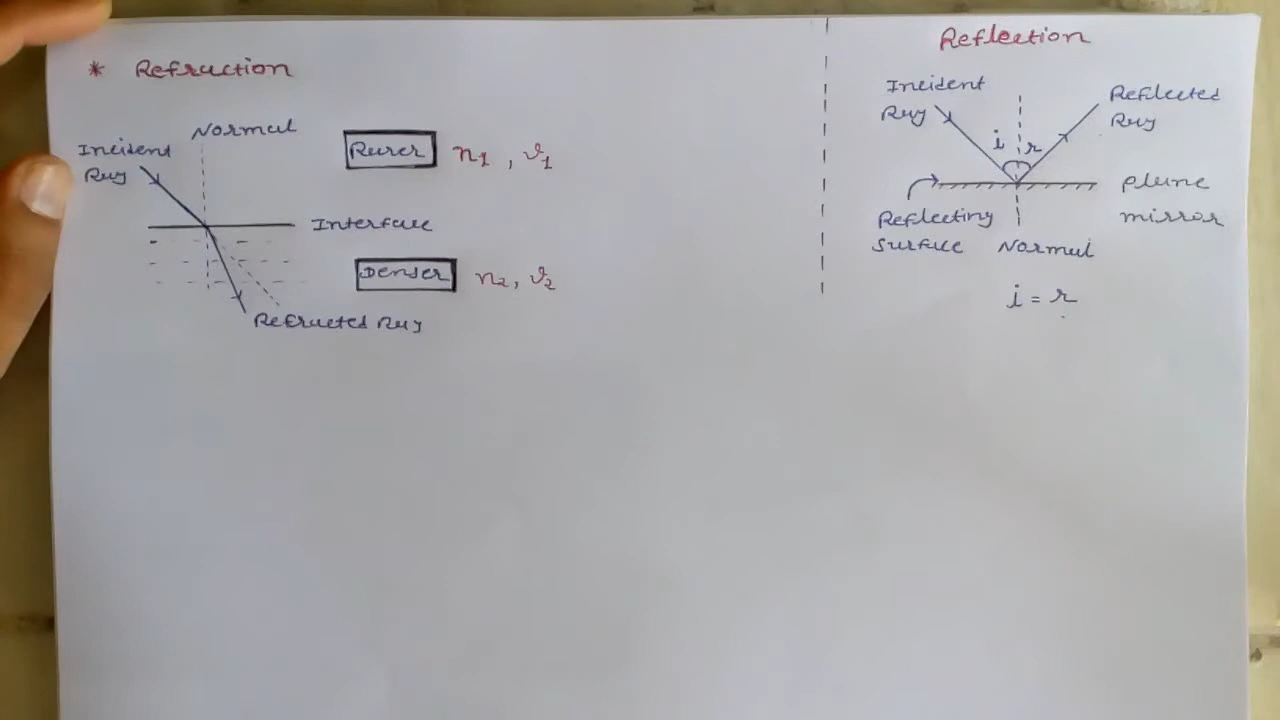 * Refraction
Normal
Incident
Ray
Rarer n1 , v1
Interface
Denser n2, v2
Refracted Ray
Reflection
Incident
Ray
Reflected
Ray
i r
plane
mirror
Reflecting
surface
Normal
i = r